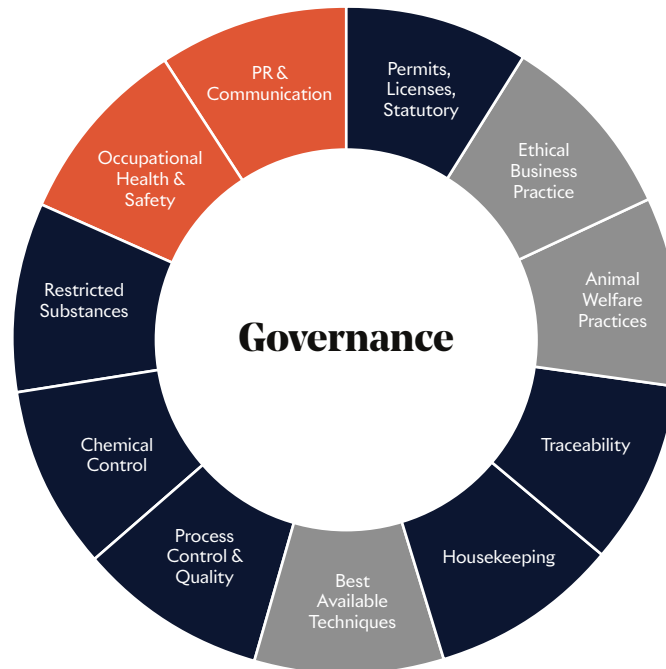 PR &
Communication
Permits,
Licenses,
Statutory
Ethical
Business
Practice
Animal
Welfare
Practices
Traceability
Housekeeping
Best
Available
Techniques
Process
Control &
Quality
Chemical
Control
Restricted
Substances
Occupational
Health &
Safety
Governance